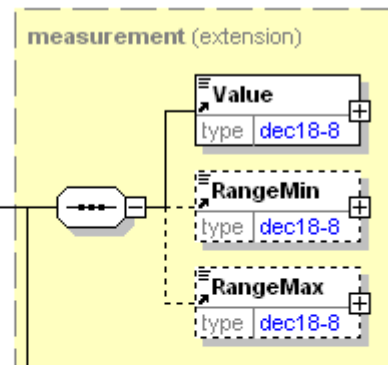 measurement (extension)
Value
type dec18-8
RangeMin
type dec18-8
RangeMax
type dec18-8